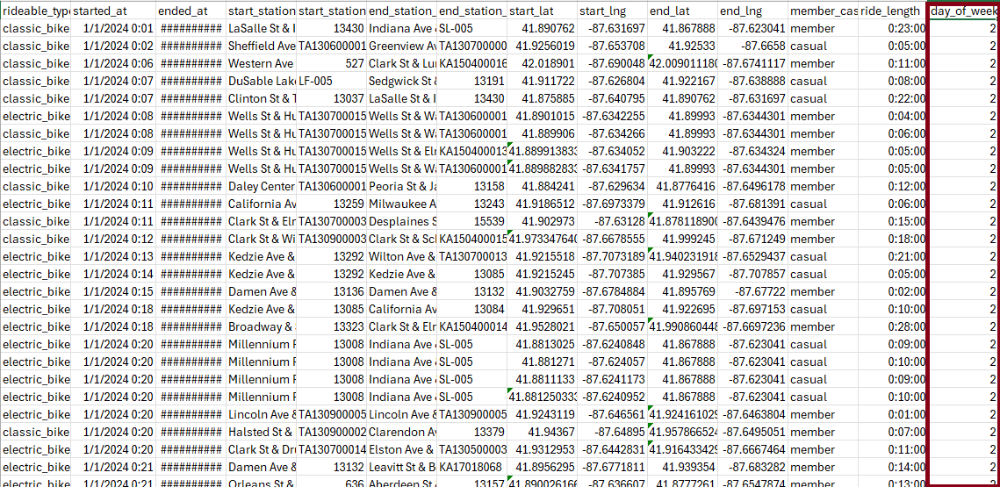 rideable_type started_at ended_at start_station start_station end_station_ end_station_ start_lat start_lng end_lat end_lng member_cas ride_length day_of_week
classic_bike 1/1/2024 0:01 ########## LaSalle St & I 13430 Indiana Ave SL-005 41.890762 -87.631697 41.867888 -87.623041 member 0:23:00 2
classic_bike 1/1/2024 0:02 ########## Sheffield Ave TA130600001 Greenview A TA130700000 41.9256019 -87.653708 41.92533 -87.6658 casual 0:05:00 2
classic_bike 1/1/2024 0:06 ########## Western Ave 527 Clark St & Lu KA150400016 42.018901 -87.690048 42.009011180 -87.6741117 member 0:11:00 2
classic_bike 1/1/2024 0:07 ########## DuSable Lake LF-005 Sedgwick St & 13191 41.911722 -87.626804 41.922167 -87.638888 casual 0:08:00 2
classic_bike 1/1/2024 0:07 ########## Clinton St & T 13037 LaSalle St & I 13430 41.875885 -87.640795 41.890762 -87.631697 casual 0:22:00 2
electric_bike 1/1/2024 0:08 ########## Wells St & Hu TA130700015 Wells St & Wa TA130600001 41.8901015 -87.6342255 41.89993 -87.6344301 member 0:04:00 2
classic_bike 1/1/2024 0:08 ########## Wells St & Hu TA130700015 Wells St & Wa TA130600001 41.889906 -87.634266 41.89993 -87.6344301 member 0:06:00 2
electric_bike 1/1/2024 0:09 ########## Wells St & Hu TA130700015 Wells St & Elm KA150400013 41.889913833 -87.634052 41.903222 -87.634324 member 0:05:00 2
electric_bike 1/1/2024 0:09 ########## Wells St & Hu TA130700015 Wells St & Wa TA130600001 41.889882833 -87.6341757 41.89993 -87.6344301 member 0:05:00 2
classic_bike 1/1/2024 0:10 ########## Daley Center TA130600001 Peoria St & Ja 13158 41.884241 -87.629634 41.8776416 -87.6496178 member 0:12:00 2
electric_bike 1/1/2024 0:11 ########## California Av 13259 Milwaukee A 13243 41.9186512 -87.6973379 41.912616 -87.681391 casual 0:06:00 2
classic_bike 1/1/2024 0:11 ########## Clark St & Elm TA130700003 Desplaines S 15539 41.902973 -87.63128 41.878118900 -87.6439476 member 0:15:00 2
classic_bike 1/1/2024 0:12 ########## Clark St & Wi TA130900003 Clark St & Sch KA150400015 41.973347640 -87.6678555 41.999245 -87.671249 member 0:18:00 2
electric_bike 1/1/2024 0:13 ########## Kedzie Ave & 13292 Wilton Ave & TA130700013 41.9215518 -87.7073189 41.940231918 -87.6529437 casual 0:21:00 2
electric_bike 1/1/2024 0:14 ########## Kedzie Ave & 13292 Kedzie Ave & 13085 41.9215245 -87.707385 41.929567 -87.707857 casual 0:05:00 2
electric_bike 1/1/2024 0:15 ########## Damen Ave & 13136 Damen Ave & 13132 41.9032759 -87.6784884 41.895769 -87.67722 member 0:02:00 2
electric_bike 1/1/2024 0:18 ########## Kedzie Ave & 13085 California Av 13084 41.929651 -87.708051 41.922695 -87.697153 casual 0:10:00 2
electric_bike 1/1/2024 0:18 ########## Broadway & 13323 Clark St & Elm KA150400014 41.9528021 -87.650057 41.990860448 -87.6697236 member 0:28:00 2
electric_bike 1/1/2024 0:20 ########## Millennium P 13008 Indiana Ave SL-005 41.8813025 -87.6240848 41.867888 -87.623041 casual 0:09:00 2
electric_bike 1/1/2024 0:20 ########## Millennium P 13008 Indiana Ave SL-005 41.881271 -87.624057 41.867888 -87.623041 casual 0:10:00 2
electric_bike 1/1/2024 0:20 ########## Millennium P 13008 Indiana Ave SL-005 41.8811133 -87.6241173 41.867888 -87.623041 casual 0:09:00 2
electric_bike 1/1/2024 0:20 ########## Millennium P 13008 Indiana Ave SL-005 41.881250333 -87.6240952 41.867888 -87.623041 casual 0:10:00 2
electric_bike 1/1/2024 0:20 ########## Lincoln Ave & TA130900005 Lincoln Ave & TA130900005 41.9243119 -87.646561 41.924161029 -87.6463804 member 0:01:00 2
classic_bike 1/1/2024 0:20 ########## Halsted St & TA130900002 Clarendon A 13379 41.94367 -87.64895 41.957866524 -87.6495051 member 0:07:00 2
electric_bike 1/1/2024 0:20 ########## Clark St & Dr TA130700014 Elston Ave & TA130500003 41.9312953 -87.6442831 41.916433429 -87.6667464 member 0:11:00 2
electric_bike 1/1/2024 0:21 ########## Damen Ave & 13132 Leavitt St & B KA17018068 41.8956295 -87.6771811 41.939354 -87.683282 member 0:14:00 2
electric_bike 1/1/2024 0:21 ########## Orleans St & 636 Aberdeen St 13157 41.890026166 -87.636607 41.8777261 -87.6547874 member 0:13:00 2